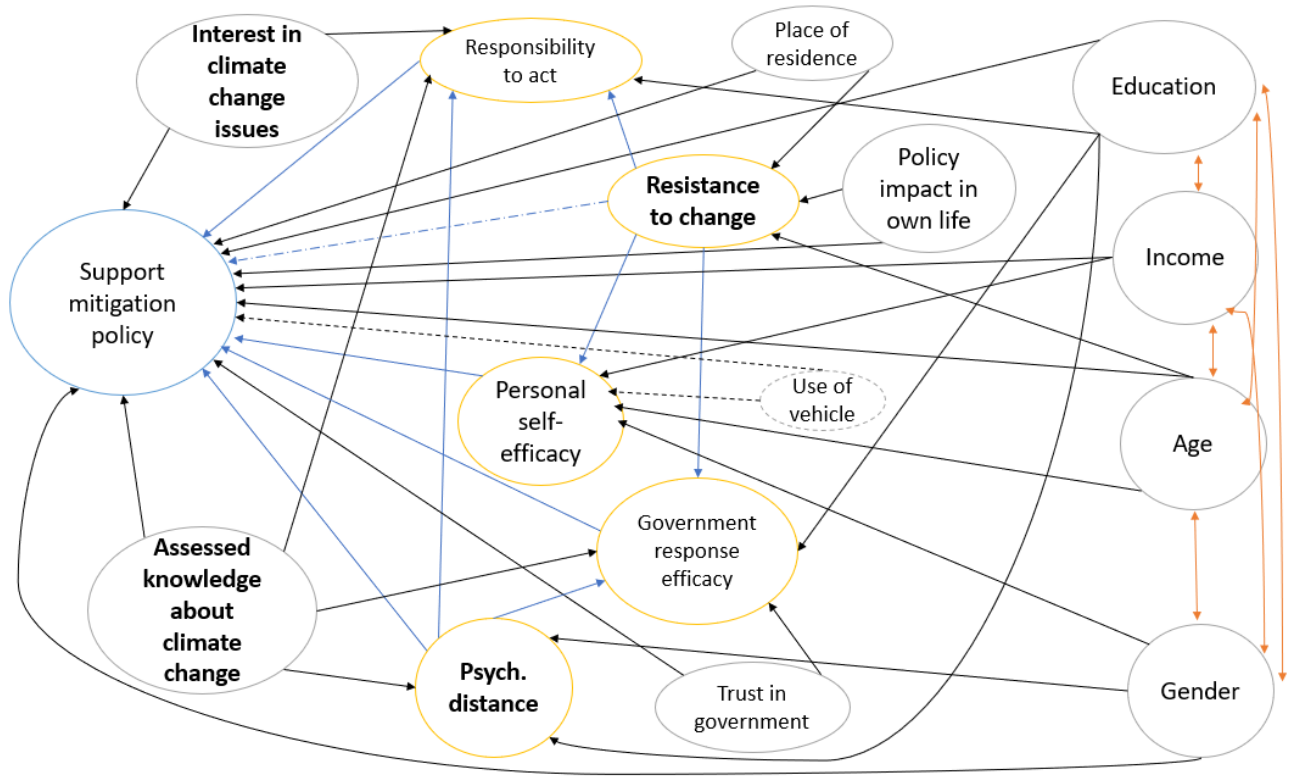 Interest in
climate
change
issues
Responsibility
to act
Place of
residence
Education
Policy
impact in
own life
Resistance
to change
Income
Support
mitigation
policy
Personal
self-
efficacy
Use of
vehicle
Age
Government
response
efficacy
Assessed
knowledge
about
climate
change
Psych.
distance
Trust in
government
Gender